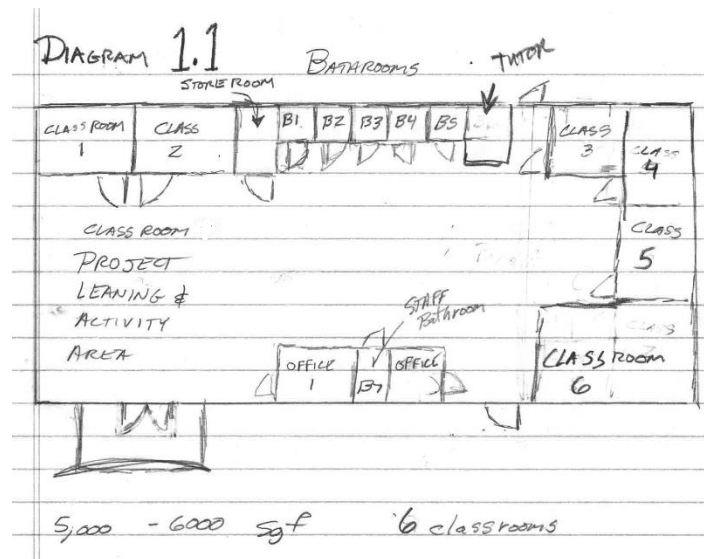 DIAGRAM 1.1
BATAROOMS
TUTOR
STORE ROOM
CLASS ROOM
1
CLASS
2
B1 B2 B3 B4 B5
CLASS
3
CLASS
4
CLASS
5
CLASS ROOM
PROJECT
LEANING &
ACTIVITY
AREA
STAFF
Bathroom
OFFICE
1
B7
OFFICE
CLASS ROOM
6
5,000 - 6000 sqf 6 classrooms